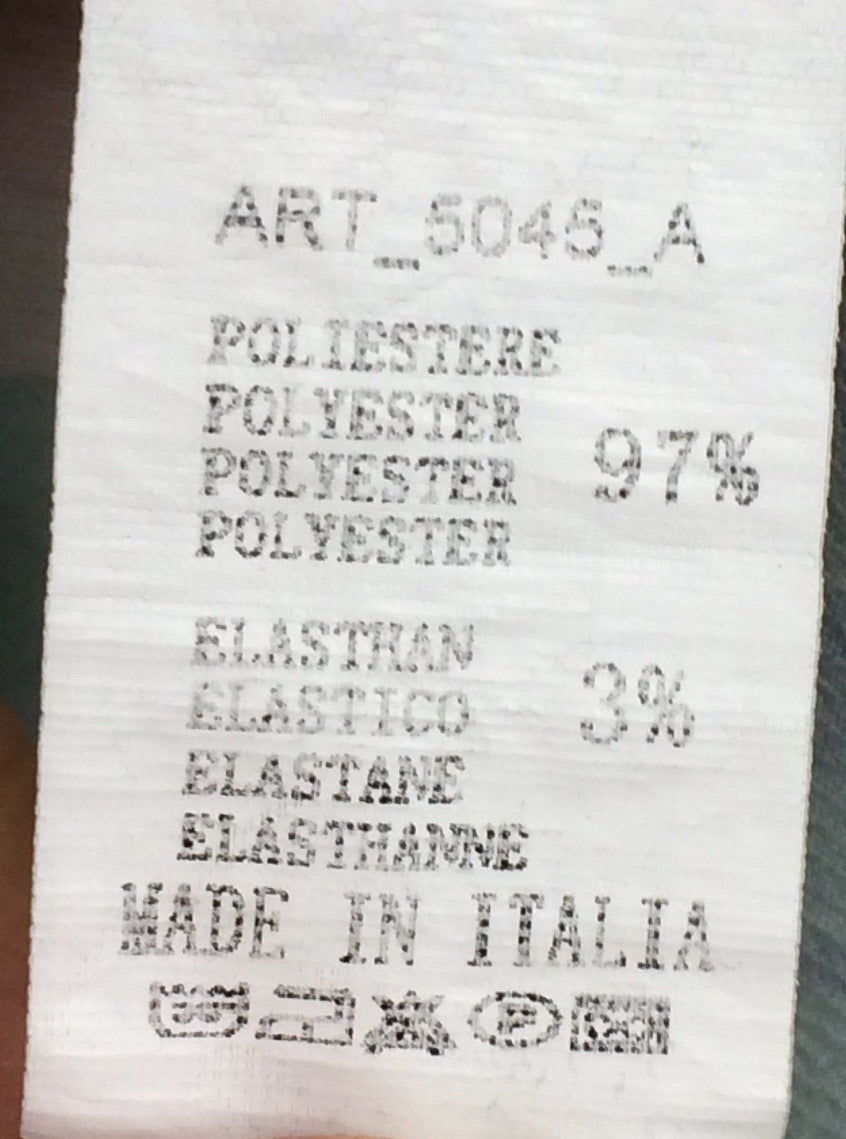 ART_5045_A
POLIESTERE
POLYESTER
POLYESTER 97%
POLYESTER
ELASTHAN
ELASTICO 3%
ELASTANE
ELASTHANNE
MADE IN ITALIA